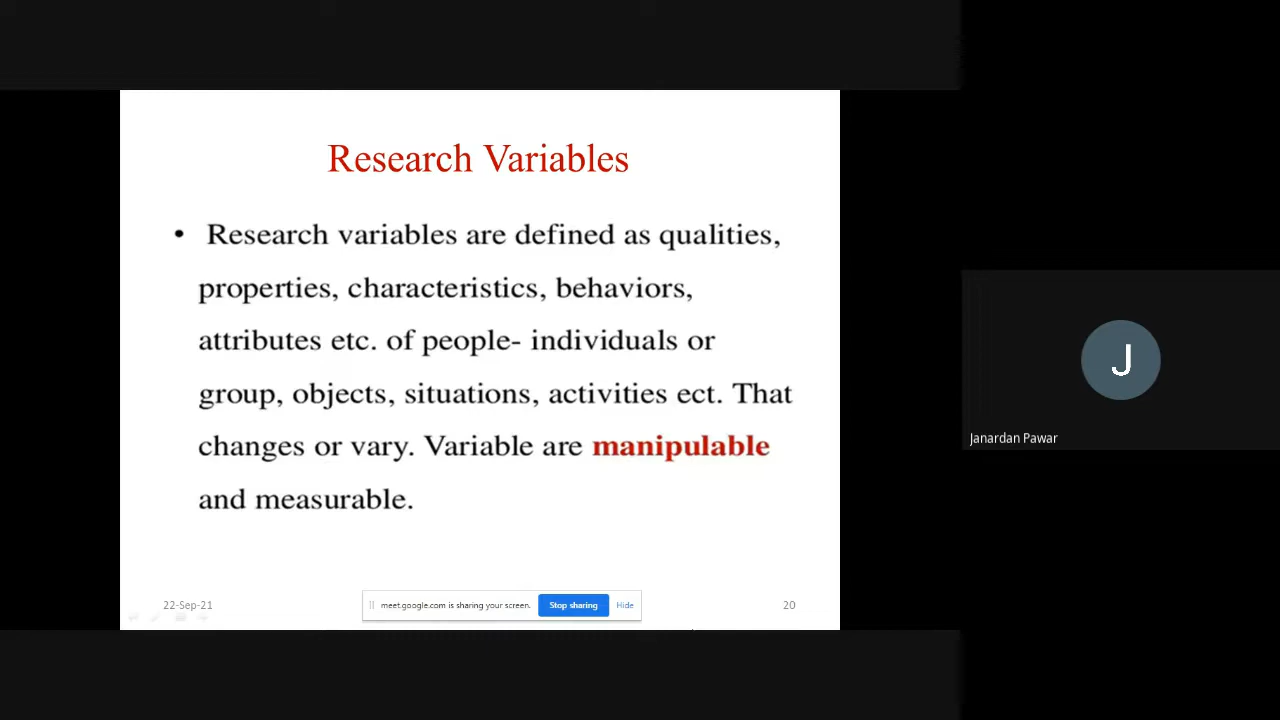 Research Variables
• Research variables are defined as qualities,
properties, characteristics, behaviors,
attributes etc. of people- individuals or
group, objects, situations, activities ect. That
changes or vary. Variable are manipulable
and measurable.
22-Sep-21
meet.google.com is sharing your screen.
Stop sharing
Hide
20
J
Janardan Pawar